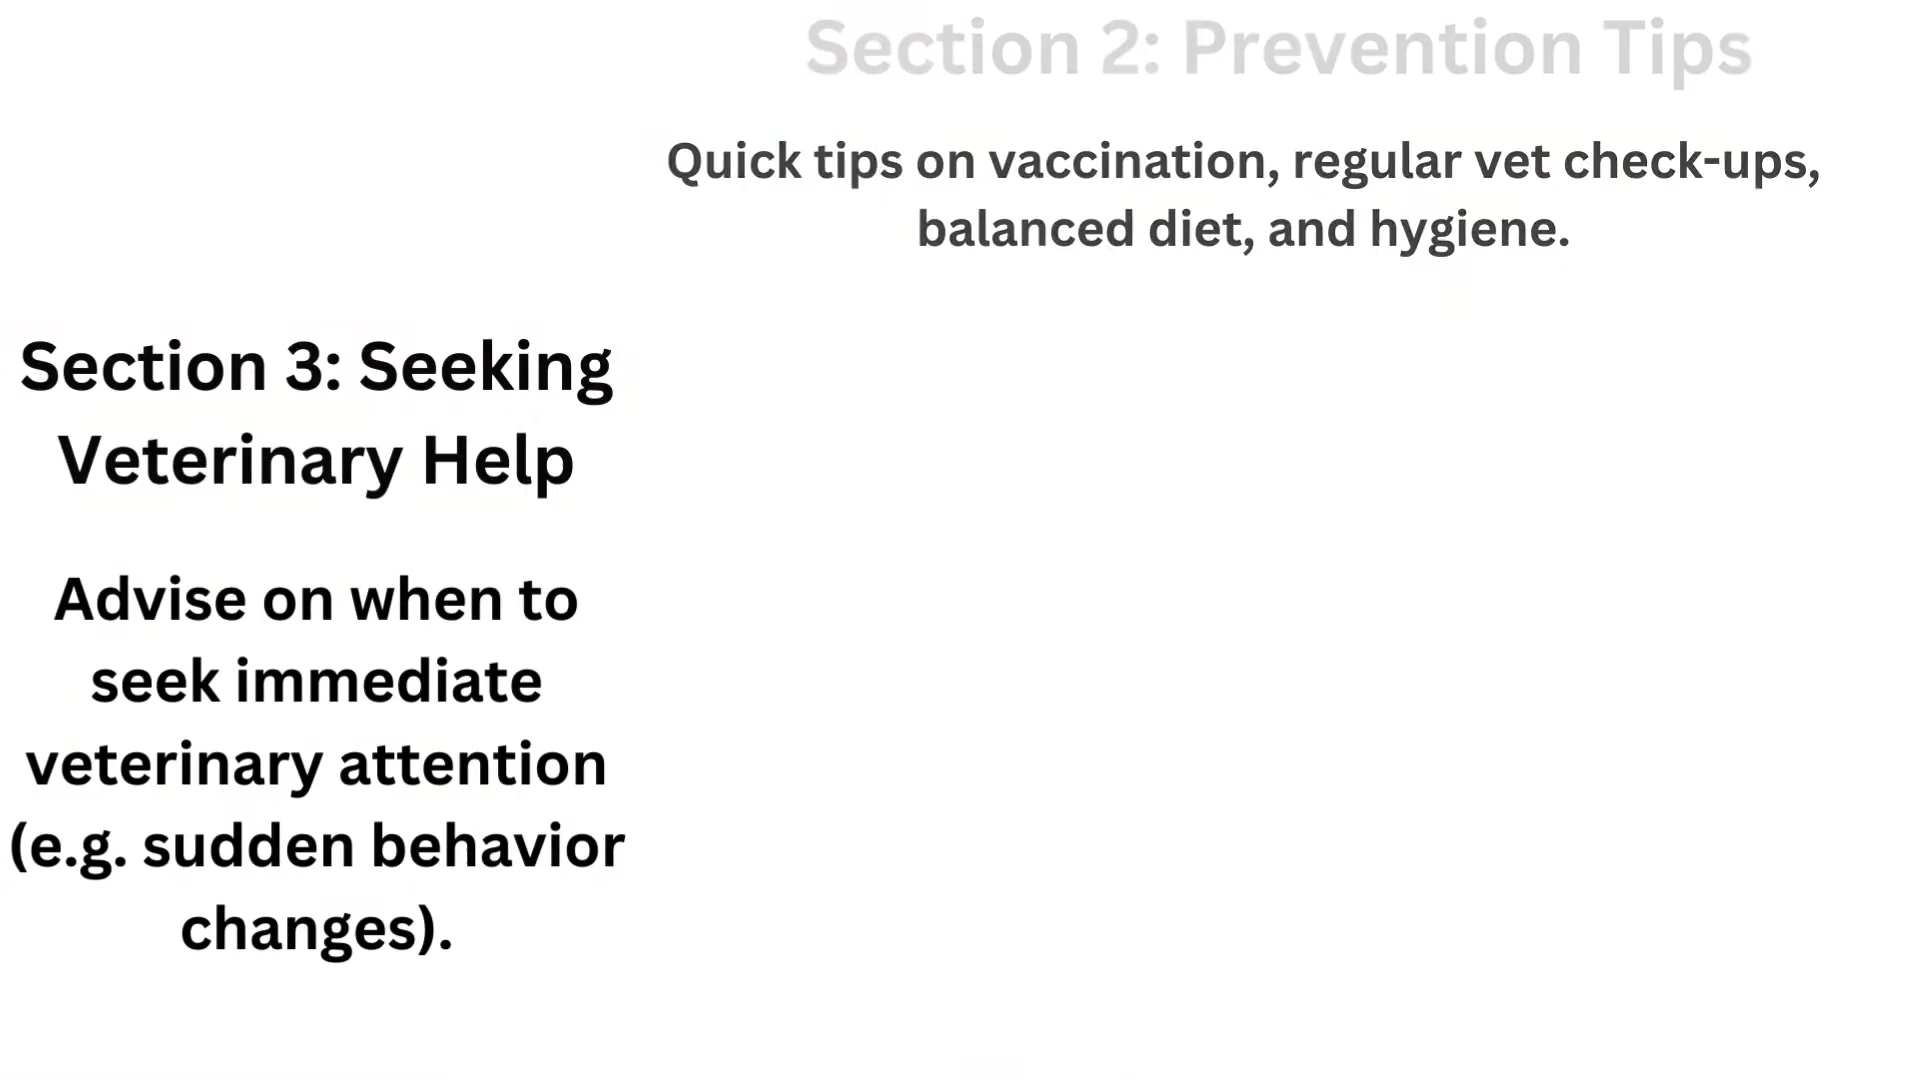 Section 2: Prevention Tips
Quick tips on vaccination, regular vet check-ups,
balanced diet, and hygiene.
Section 3: Seeking
Veterinary Help
Advise on when to
seek immediate
veterinary attention
(e.g. sudden behavior
changes).